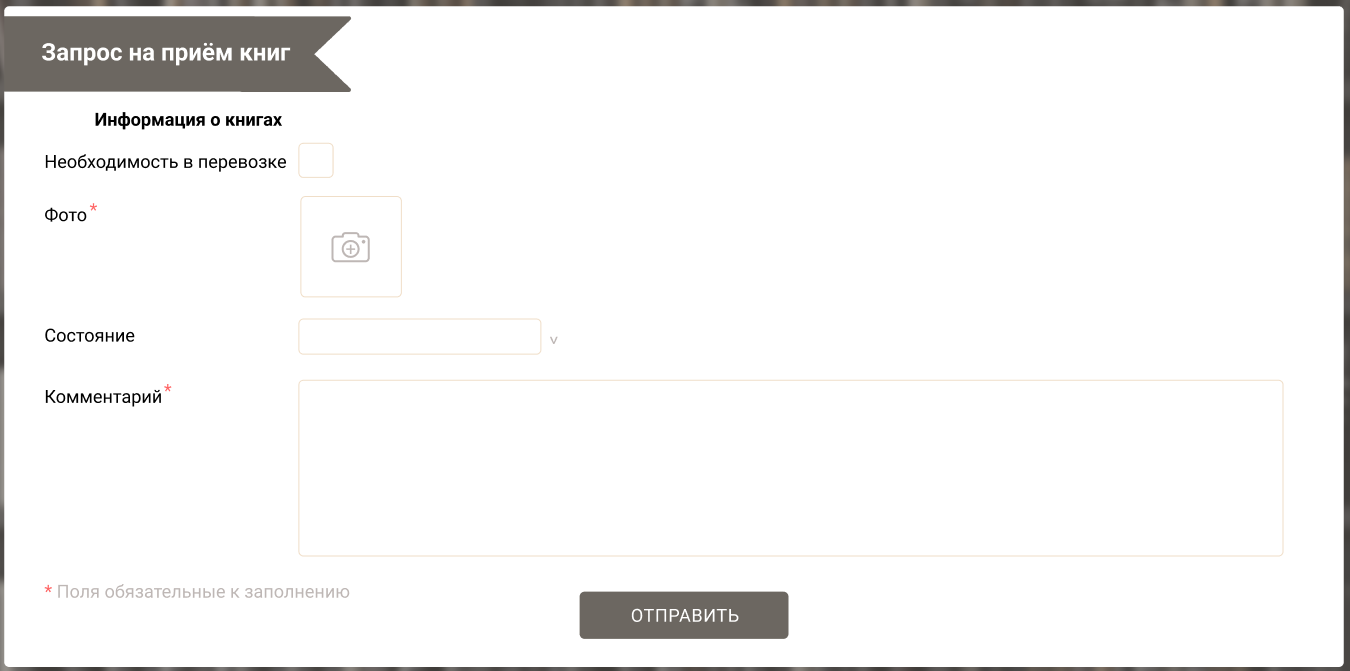 Запрос на приём книг
Информация о книгах
Необходимость в перевозке
Фото*
Состояние
v
Комментарий*
* Поля обязательные к заполнению
ОТПРАВИТЬ